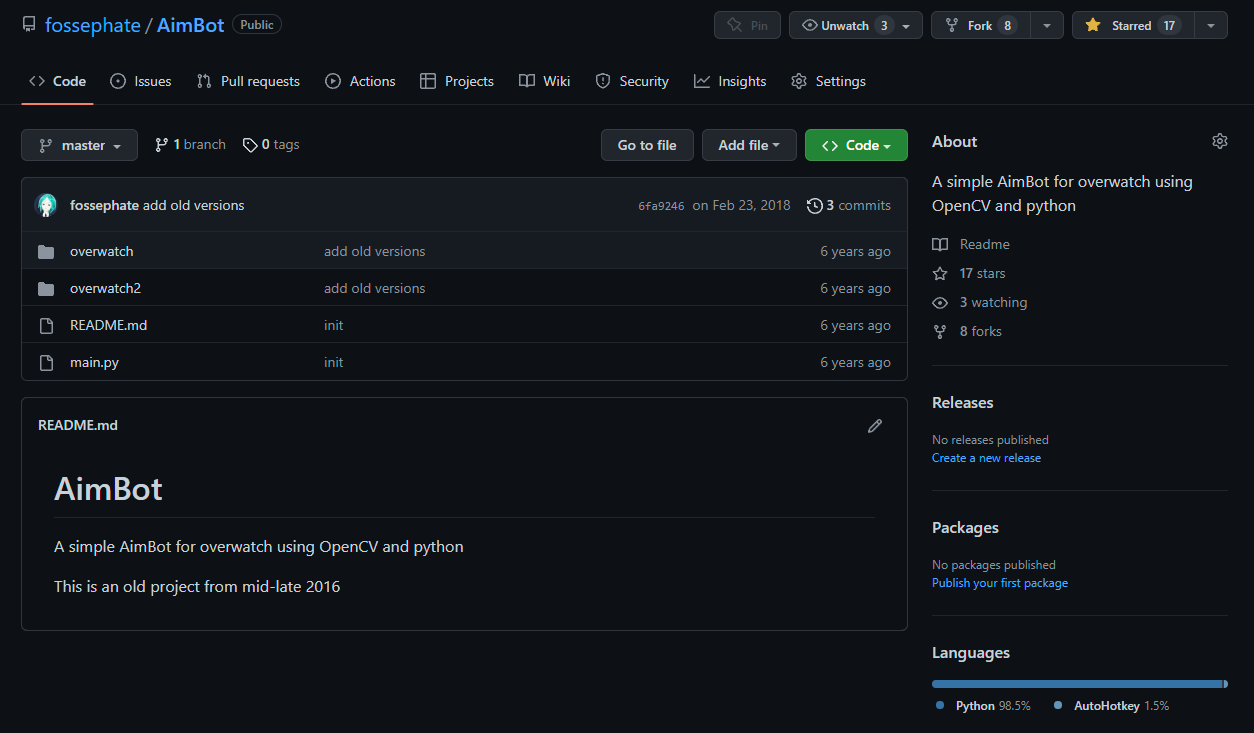 fossephate / AimBot Public
Pin Unwatch 3 Fork 8 Starred 17
Code Issues Pull requests Actions Projects Wiki Security Insights Settings
master 1 branch 0 tags Go to file Add file Code
fossephate add old versions 6fa9246 on Feb 23, 2018 3 commits
overwatch add old versions 6 years ago
overwatch2 add old versions 6 years ago
README.md init 6 years ago
main.py init 6 years ago
README.md
AimBot
A simple AimBot for overwatch using OpenCV and python
This is an old project from mid-late 2016
About
A simple AimBot for overwatch using
OpenCV and python
Readme
17 stars
3 watching
8 forks
Releases
No releases published
Create a new release
Packages
No packages published
Publish your first package
Languages
Python 98.5% AutoHotkey 1.5%